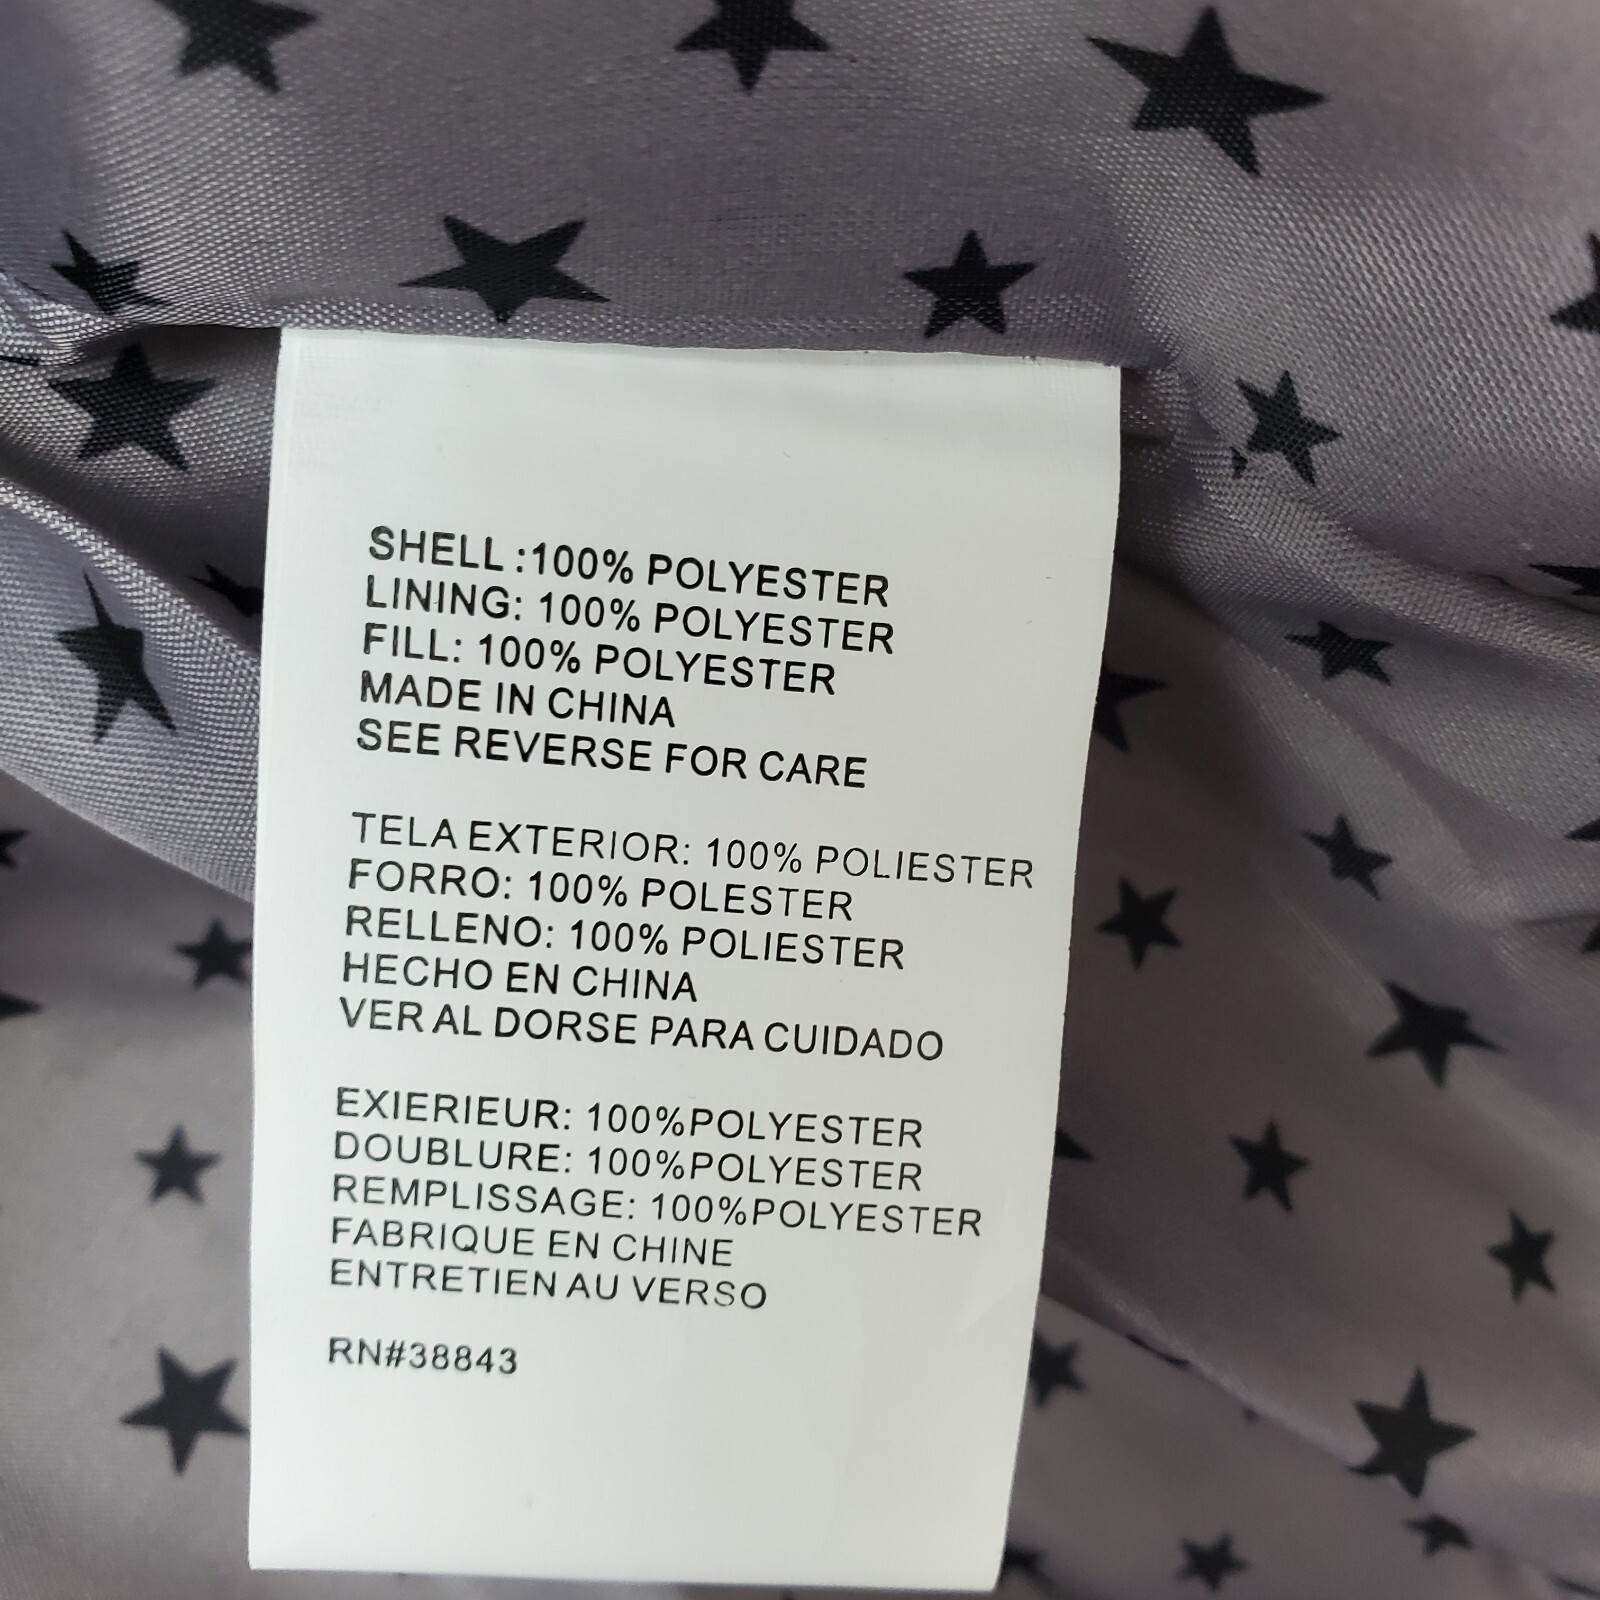 SHELL :100% POLYESTER
LINING: 100% POLYESTER
FILL: 100% POLYESTER
MADE IN CHINA
SEE REVERSE FOR CARE
TELA EXTERIOR: 100% POLIESTER
FORRO: 100% POLESTER
RELLENO: 100% POLIESTER
HECHO EN CHINA
VER AL DORSE PARA CUIDADO
EXIERIEUR: 100%POLYESTER
DOUBLURE: 100%POLYESTER
REMPLISSAGE: 100%POLYESTER
FABRIQUE EN CHINE
ENTRETIEN AU VERSO
RN#38843